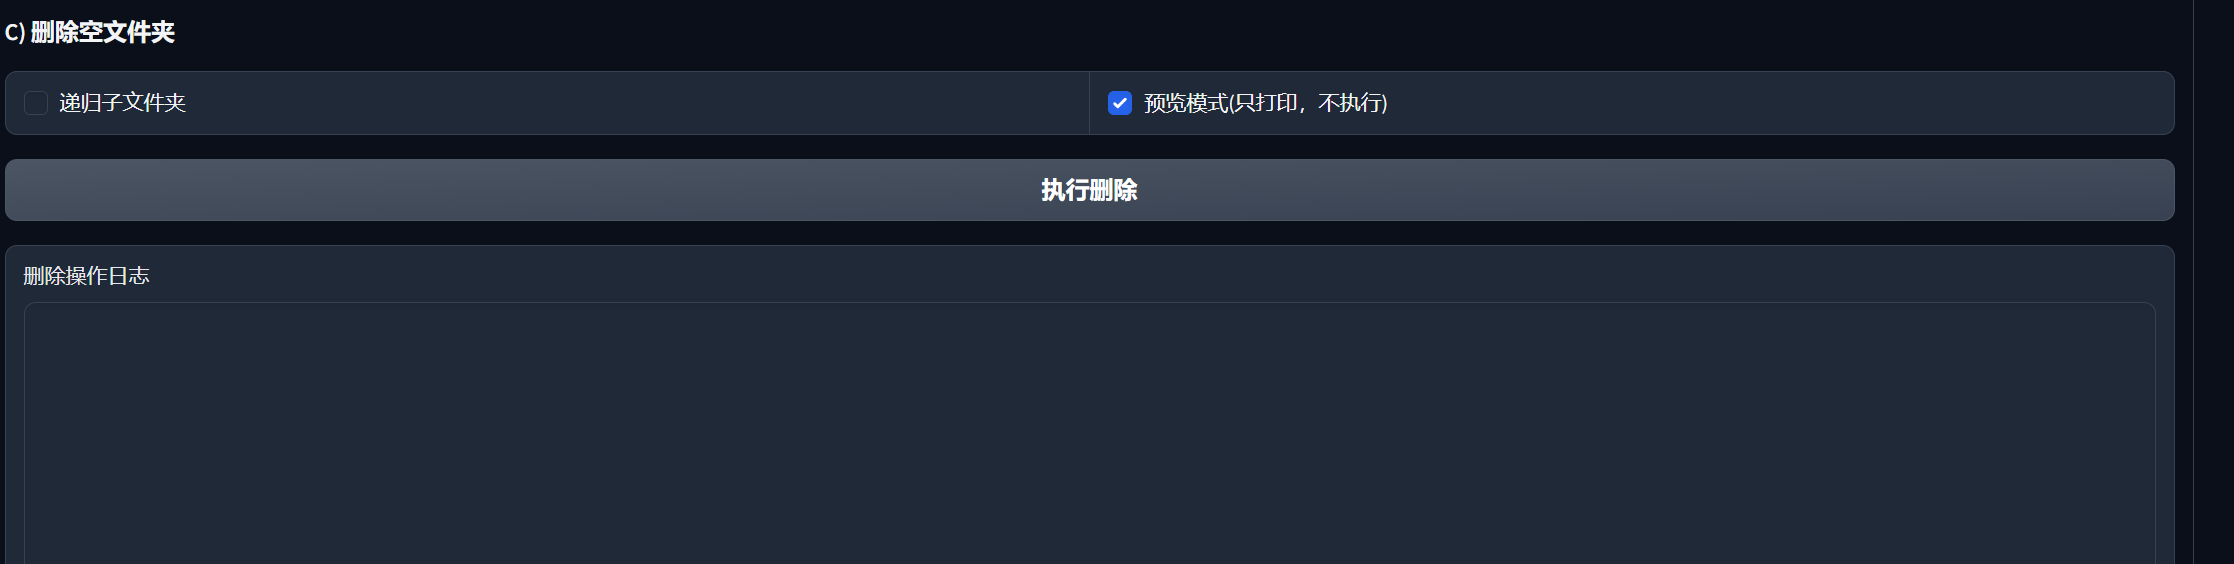 C) 删除空文件夹
递归子文件夹
预览模式(只打印，不执行)
执行删除
删除操作日志